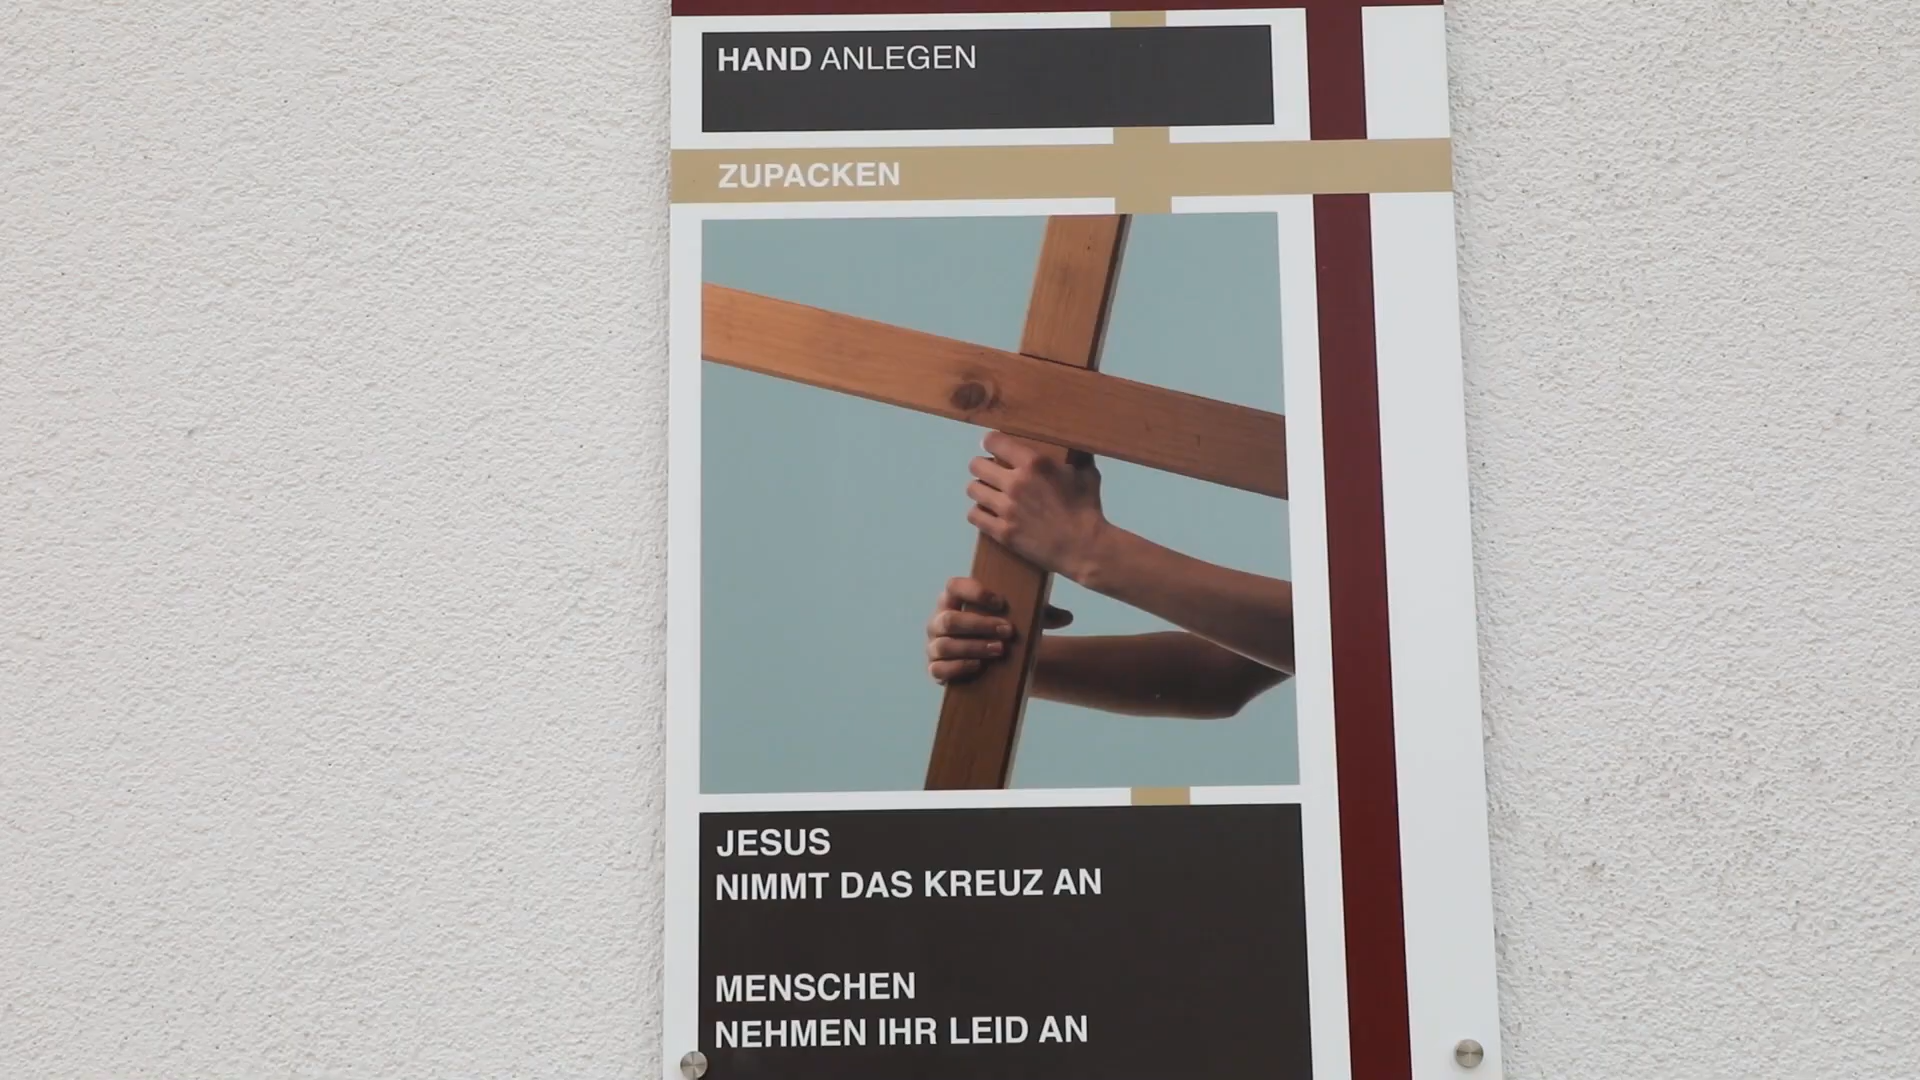 HAND ANLEGEN
ZUPACKEN
JESUS
NIMMT DAS KREUZ AN
MENSCHEN
NEHMEN IHR LEID AN